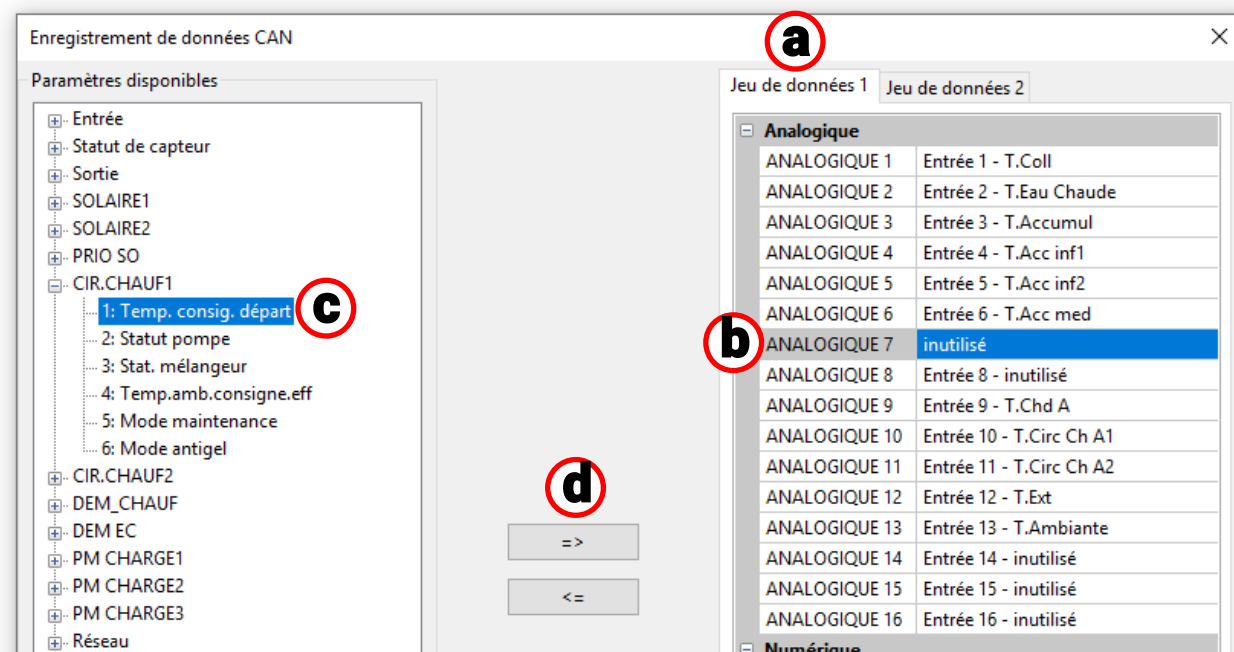 Enregistrement de données CAN
a
Paramètres disponibles
Entrée
Statut de capteur
Sortie
SOLAIRE1
SOLAIRE2
PRIO SO
CIR.CHAUF1
1: Temp. consig. départ
c
2: Statut pompe
3: Stat. mélangeur
4: Temp.amb.consigne.eff
5: Mode maintenance
6: Mode antigel
CIR.CHAUF2
DEM_CHAUF
DEM EC
PM CHARGE1
PM CHARGE2
PM CHARGE3
Réseau
d
=>
<=
Jeu de données 1 Jeu de données 2
Analogique
ANALOGIQUE 1 Entrée 1 - T.Coll
ANALOGIQUE 2 Entrée 2 - T.Eau Chaude
ANALOGIQUE 3 Entrée 3 - T.Accumul
ANALOGIQUE 4 Entrée 4 - T.Acc inf1
ANALOGIQUE 5 Entrée 5 - T.Acc inf2
ANALOGIQUE 6 Entrée 6 - T.Acc med
b
ANALOGIQUE 7 inutilisé
ANALOGIQUE 8 Entrée 8 - inutilisé
ANALOGIQUE 9 Entrée 9 - T.Chd A
ANALOGIQUE 10 Entrée 10 - T.Circ Ch A1
ANALOGIQUE 11 Entrée 11 - T.Circ Ch A2
ANALOGIQUE 12 Entrée 12 - T.Ext
ANALOGIQUE 13 Entrée 13 - T.Ambiante
ANALOGIQUE 14 Entrée 14 - inutilisé
ANALOGIQUE 15 Entrée 15 - inutilisé
ANALOGIQUE 16 Entrée 16 - inutilisé
Numérique